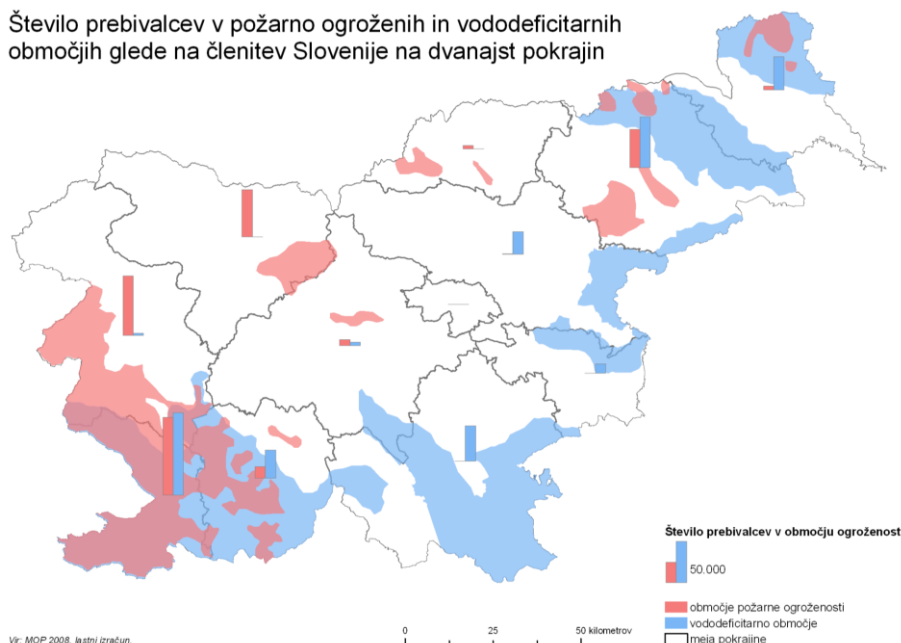 Število prebivalcev v požarno ogroženih in vododeficitarnih
območjih glede na členitev Slovenije na dvanajst pokrajin
Število prebivalcev v območju ogroženost
50.000
območje požarne ogroženosti
vododeficitarno območje
meja pokrajine
0 25 50 kilometrov
Vir: MOP 2008, lastni izračun.